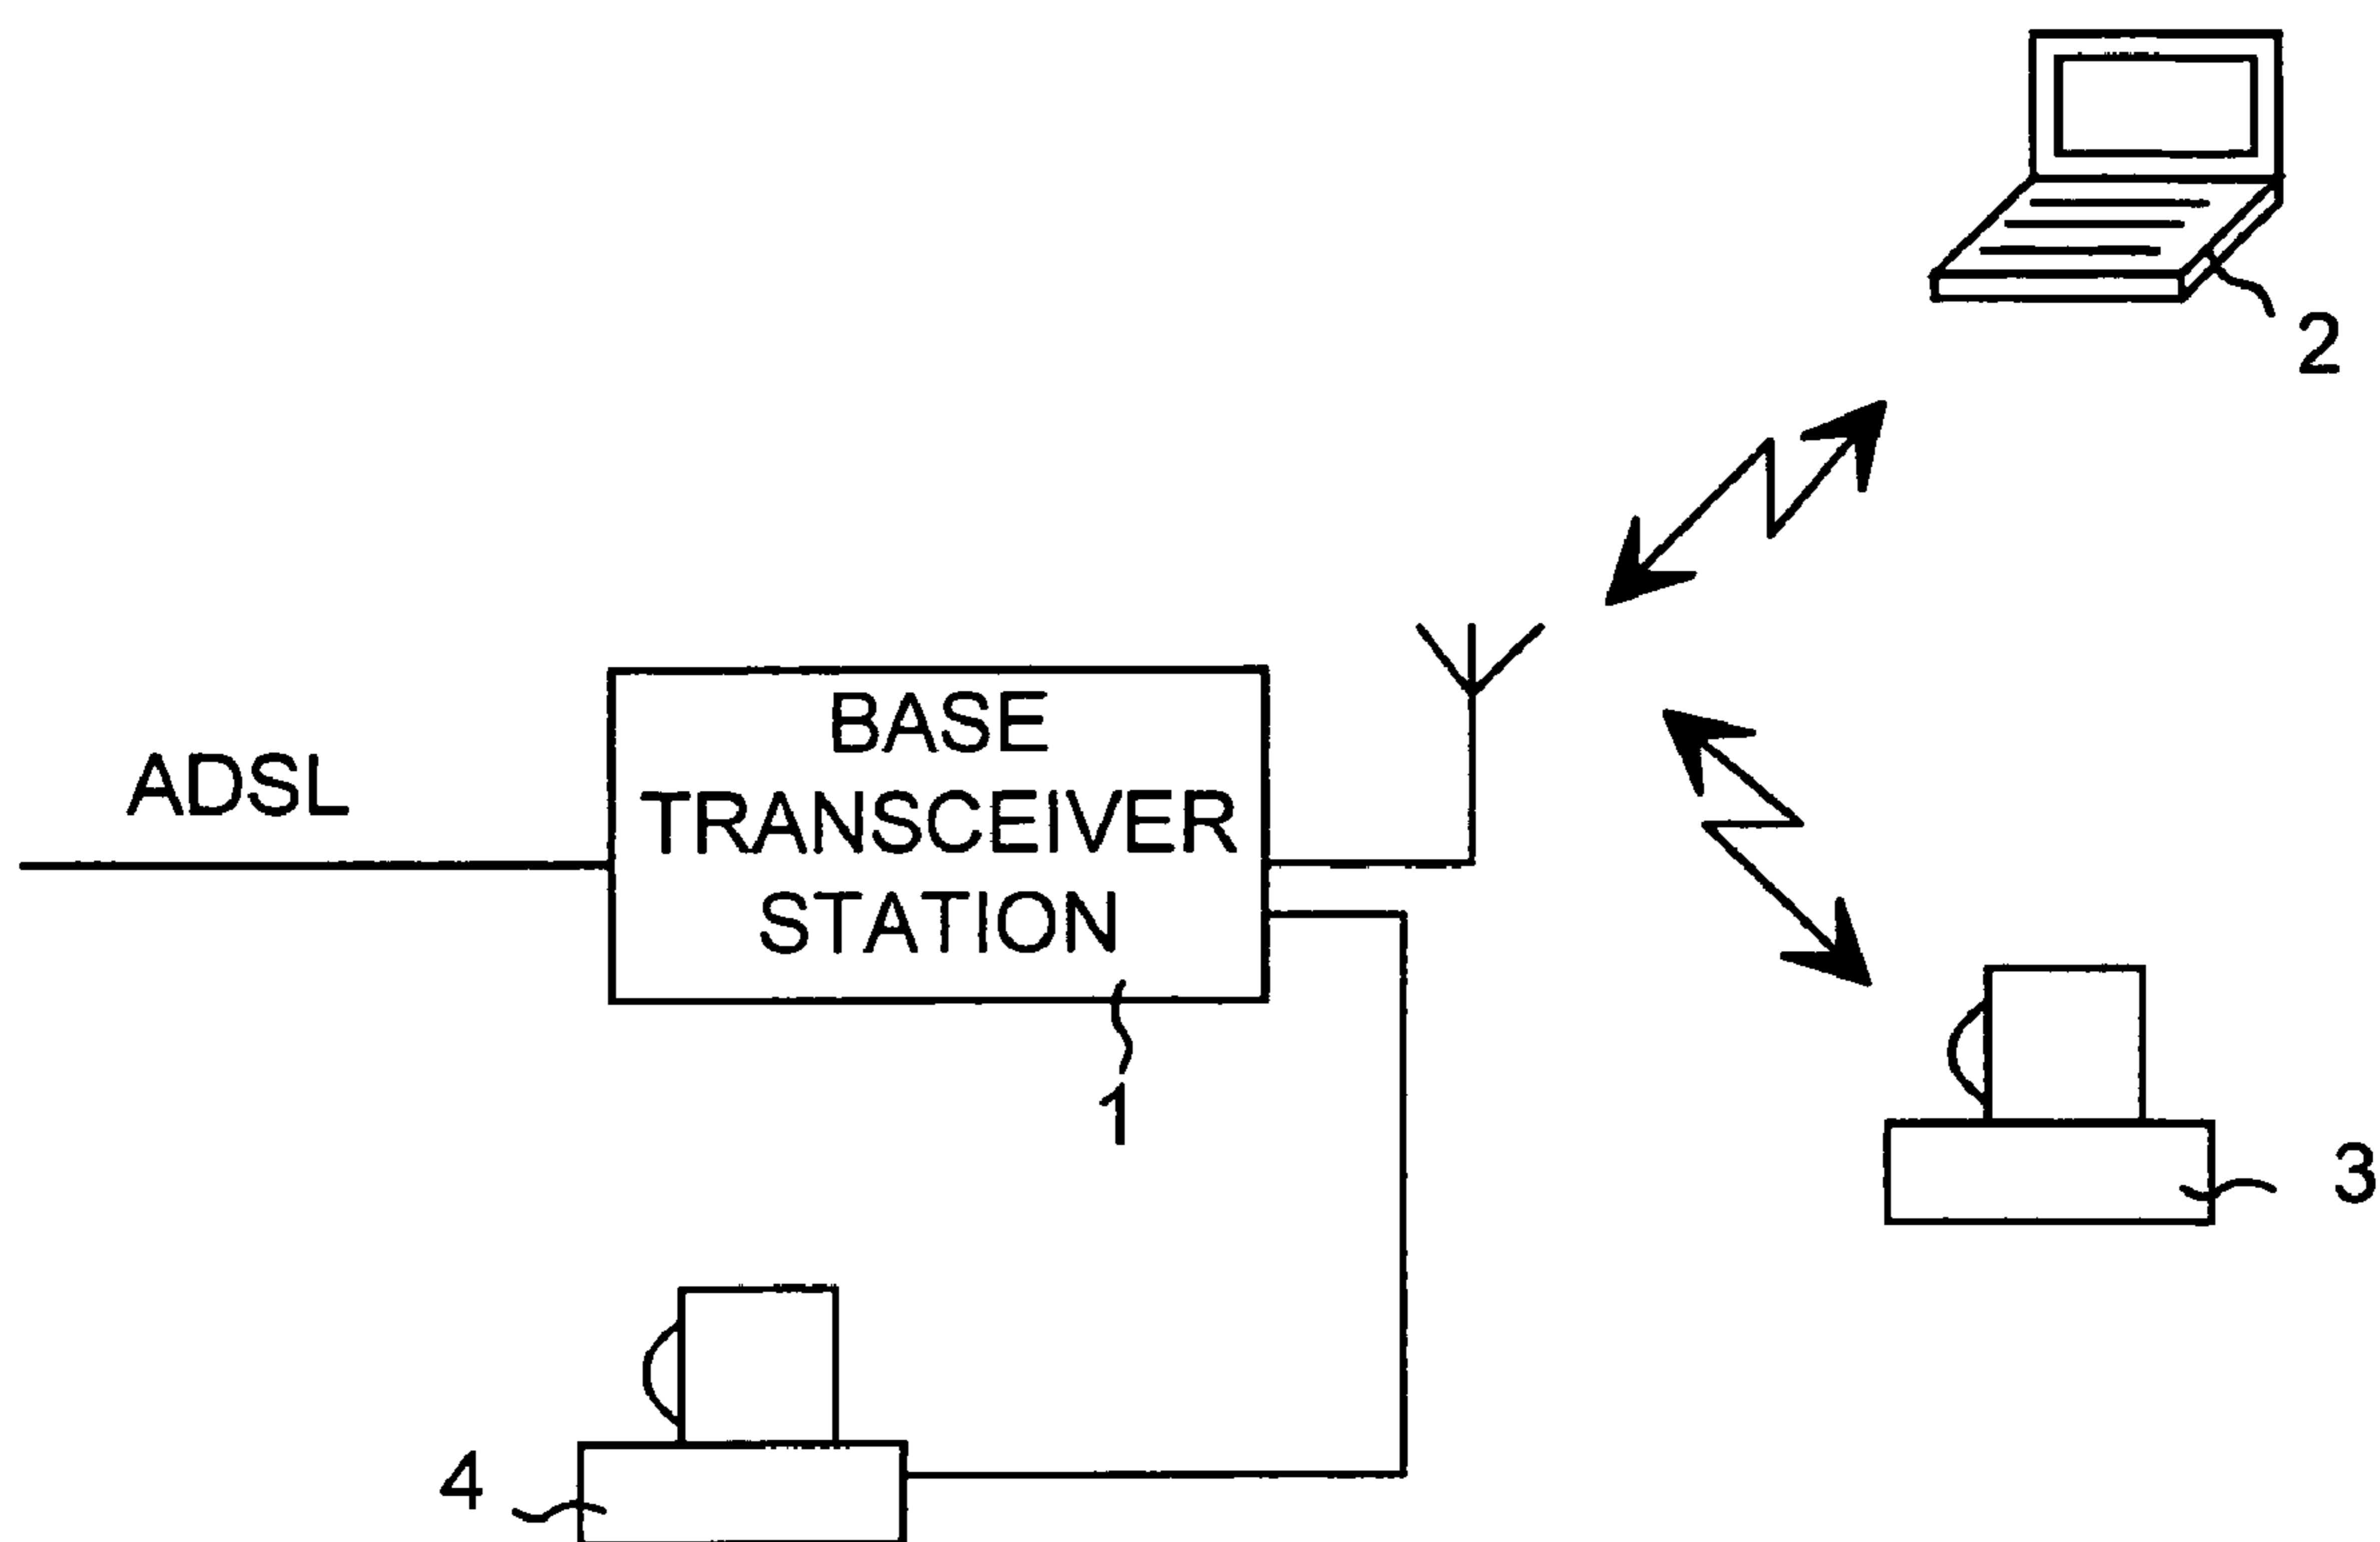 2
ADSL
BASE
TRANSCEIVER
STATION
1
3
4